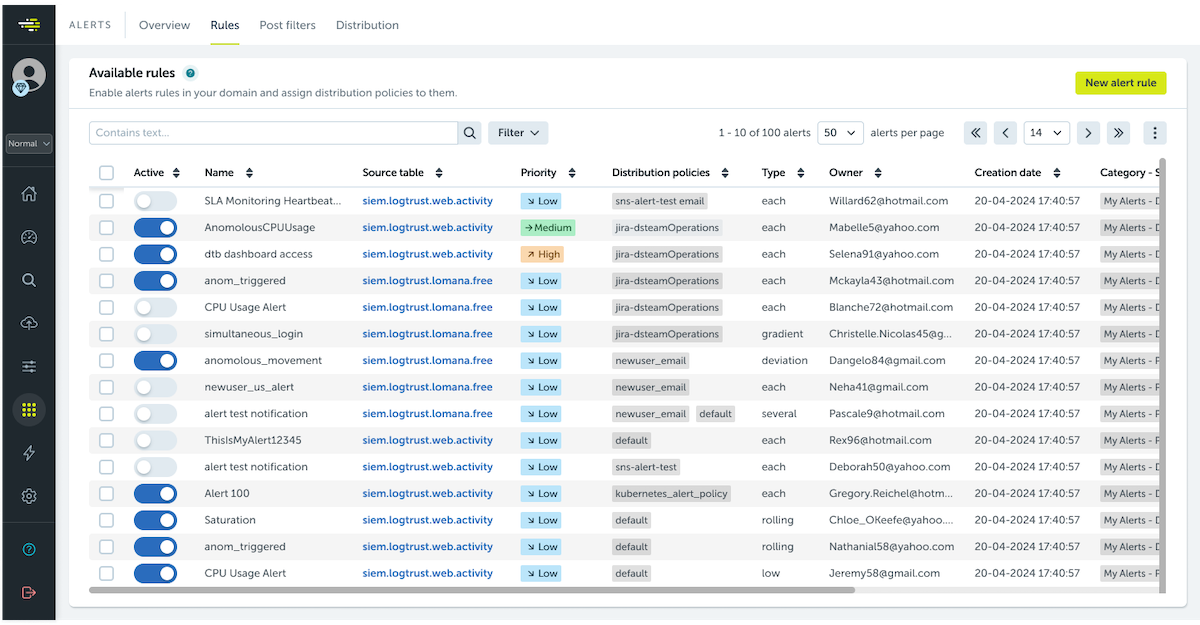 ALERTS Overview Rules Post filters Distribution
Available rules ?
Enable alerts rules in your domain and assign distribution policies to them.
New alert rule
Normal
Contains text... Filter 1 - 10 of 100 alerts 50 alerts per page 14
Active Name Source table Priority Distribution policies Type Owner Creation date Category - S
SLA Monitoring Heartbeat... siem.logtrust.web.activity Low sns-alert-test email each Willard62@hotmail.com 20-04-2024 17:40:57 My Alerts - D
AnomolousCPUUsage siem.logtrust.web.activity Medium jira-dsteamOperations each Mabelle5@yahoo.com 20-04-2024 17:40:57 My Alerts - D
dtb dashboard access siem.logtrust.web.activity High jira-dsteamOperations each Selena91@yahoo.com 20-04-2024 17:40:57 My Alerts - D
anom_triggered siem.logtrust.lomana.free Low jira-dsteamOperations each Mckayla43@hotmail.com 20-04-2024 17:40:57 My Alerts - D
CPU Usage Alert siem.logtrust.lomana.free Low jira-dsteamOperations each Blanche72@hotmail.com 20-04-2024 17:40:57 My Alerts - D
simultaneous_login siem.logtrust.lomana.free Low jira-dsteamOperations gradient Christelle.Nicolas45@g... 20-04-2024 17:40:57 My Alerts - D
anomolous_movement siem.logtrust.lomana.free Low newuser_email deviation Dangelo84@gmail.com 20-04-2024 17:40:57 My Alerts - F
newuser_us_alert siem.logtrust.lomana.free Low newuser_email each Neha41@gmail.com 20-04-2024 17:40:57 My Alerts - D
alert test notification siem.logtrust.lomana.free Low newuser_email default several Pascale9@hotmail.com 20-04-2024 17:40:57 My Alerts - F
ThisIsMyAlert12345 siem.logtrust.web.activity Low default each Rex96@hotmail.com 20-04-2024 17:40:57 My Alerts - F
alert test notification siem.logtrust.web.activity Low sns-alert-test each Deborah50@yahoo.com 20-04-2024 17:40:57 My Alerts - D
Alert 100 siem.logtrust.web.activity Low kubernetes_alert_policy each Gregory.Reichel@hotm... 20-04-2024 17:40:57 My Alerts - D
Saturation siem.logtrust.web.activity Low default rolling Chloe_OKeefe@yahoo.... 20-04-2024 17:40:57 My Alerts - D
anom_triggered siem.logtrust.web.activity Low default rolling Nathanial58@yahoo.com 20-04-2024 17:40:57 My Alerts - D
CPU Usage Alert siem.logtrust.web.activity Low default low Jeremy58@gmail.com 20-04-2024 17:40:57 My Alerts - F